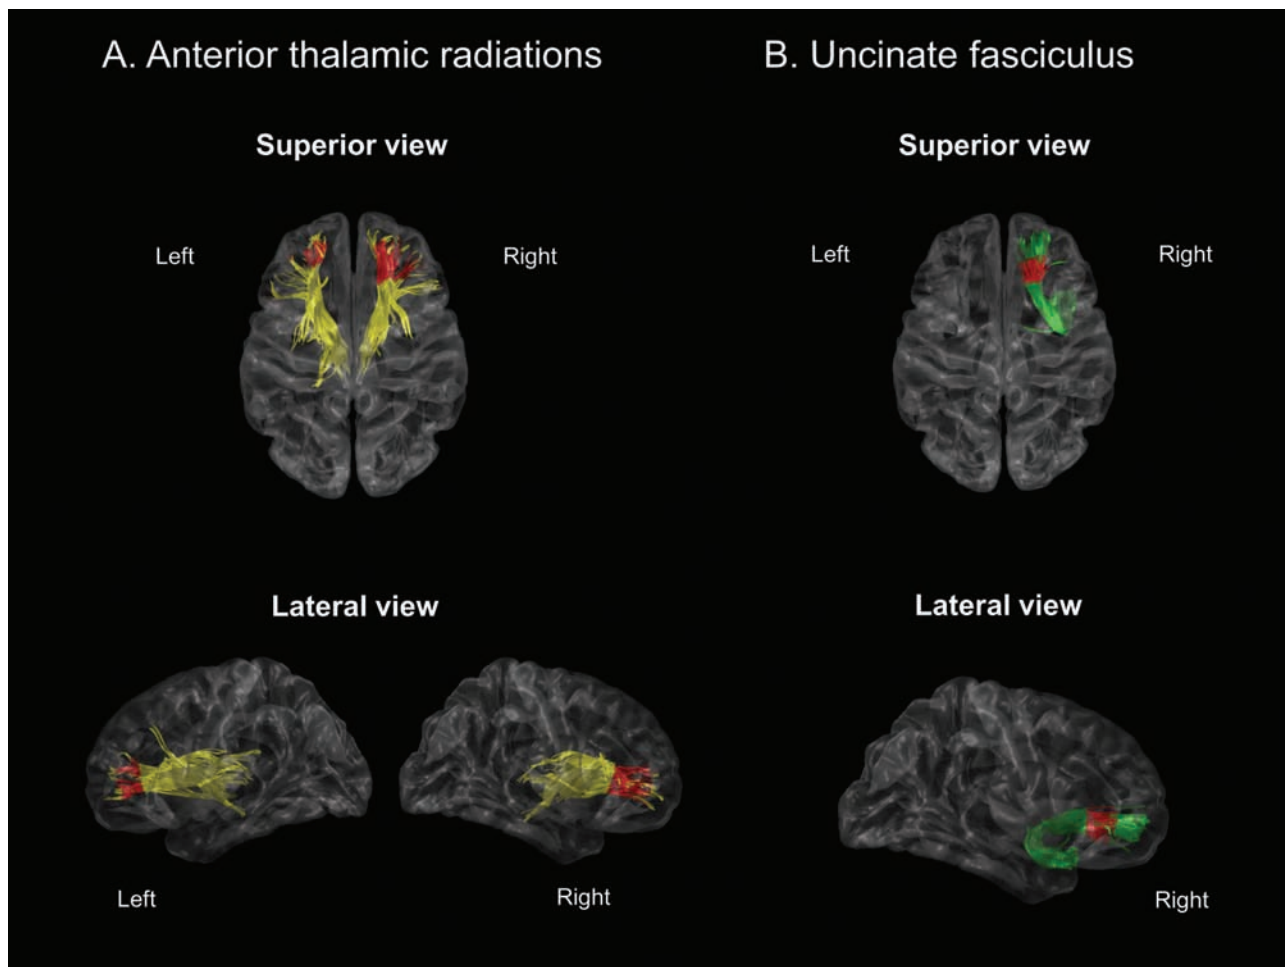 A. Anterior thalamic radiations
Superior view
Left
Right
Lateral view
Left
Right
B. Uncinate fasciculus
Superior view
Left
Right
Lateral view
Right